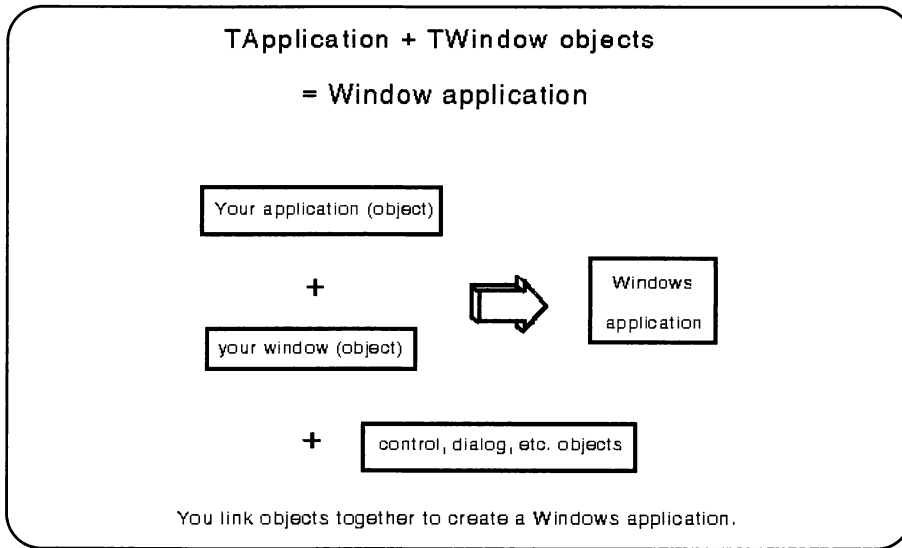 TApplication + TWindow objects
= Window application
Your application (object)
+
your window (object)
Windows
application
+
control, dialog, etc. objects
You link objects together to create a Windows application.